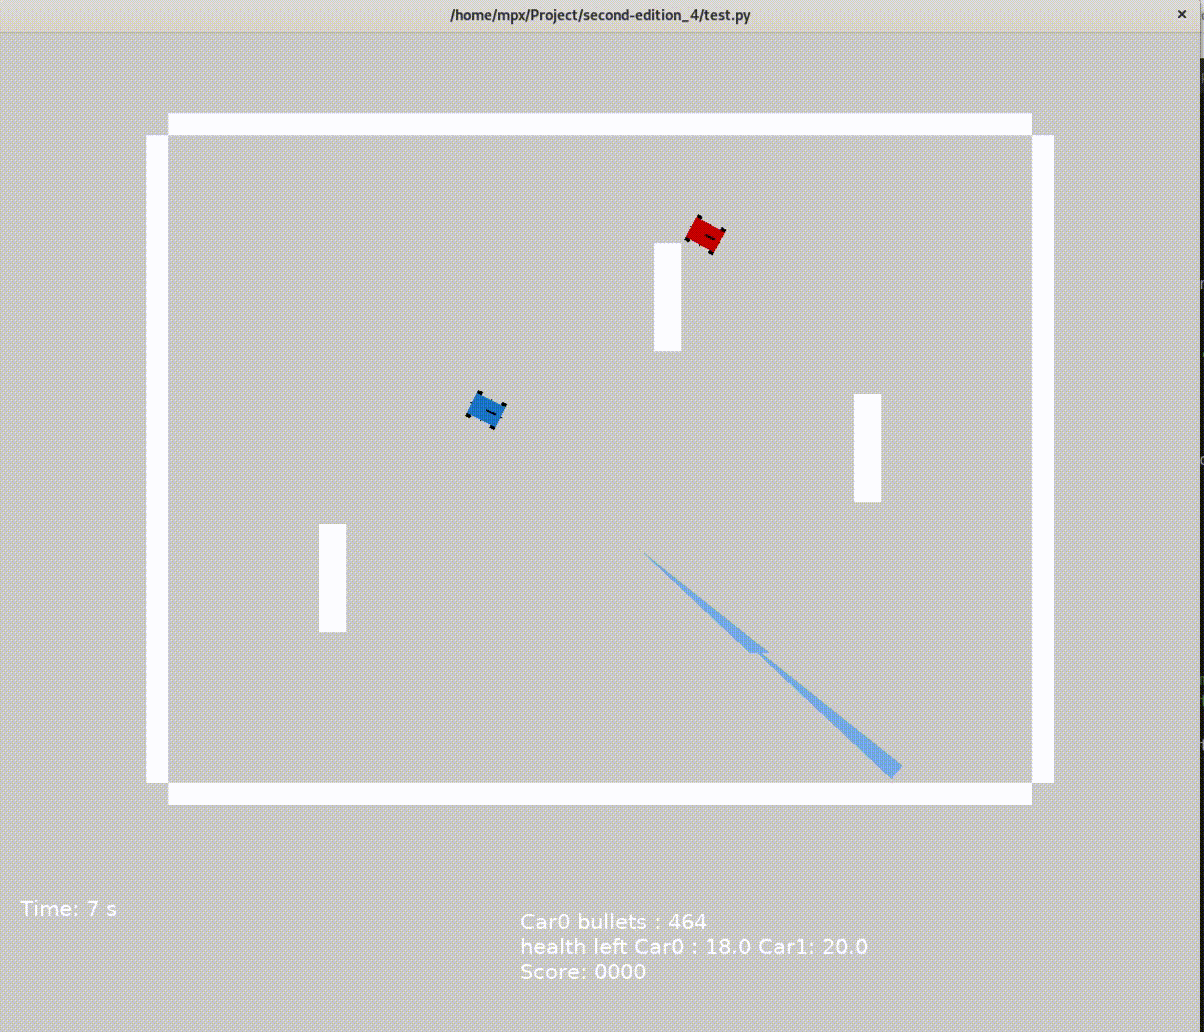 /home/mpx/Project/second-edition_4/test.py
Time: 7 s
Car0 bullets : 464
health left Car0 : 18.0 Car1: 20.0
Score: 0000